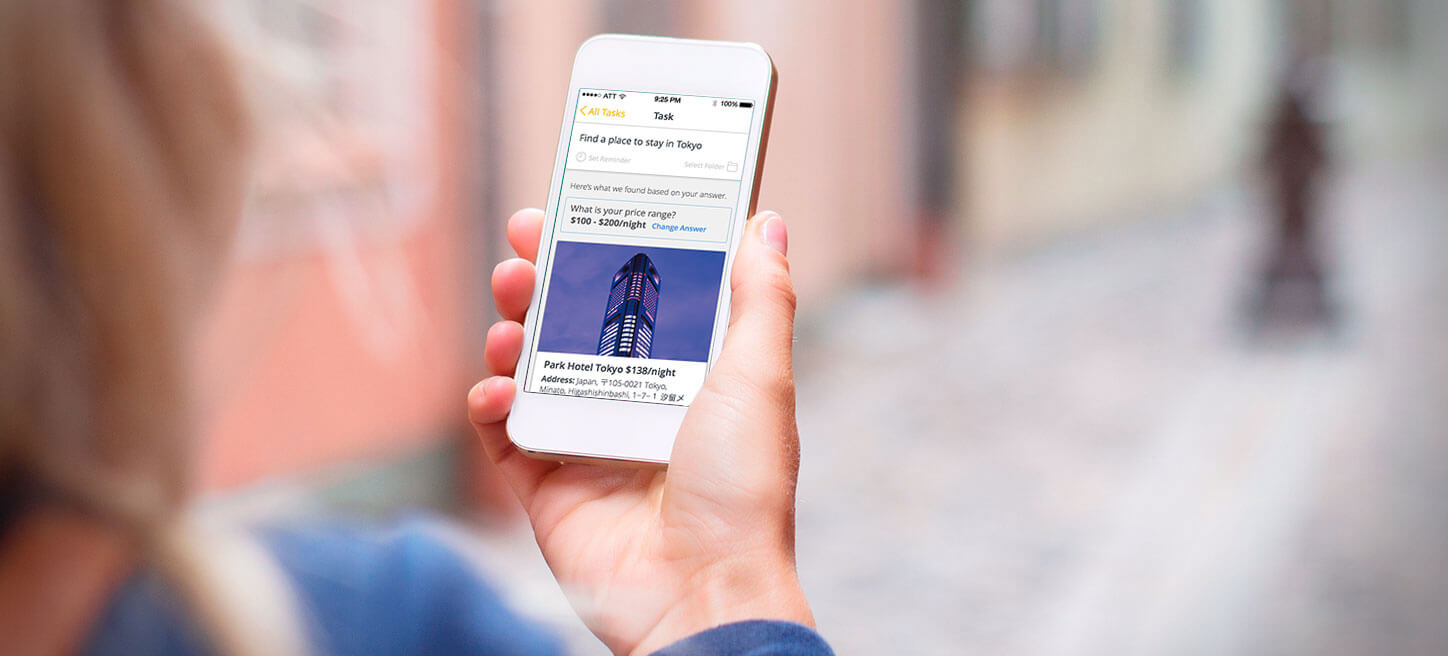 ATT 9:25 PM 100%
All Tasks Task
Find a place to stay in Tokyo
Set Reminder Select Folder
Here's what we found based on your answer.
What is your price range?
$100 - $200/night Change Answer
Park Hotel Tokyo $138/night
Address: Japan, 〒105-0021 Tokyo,
Minato, Higashishinbashi, 1−7− 1 汐留メ